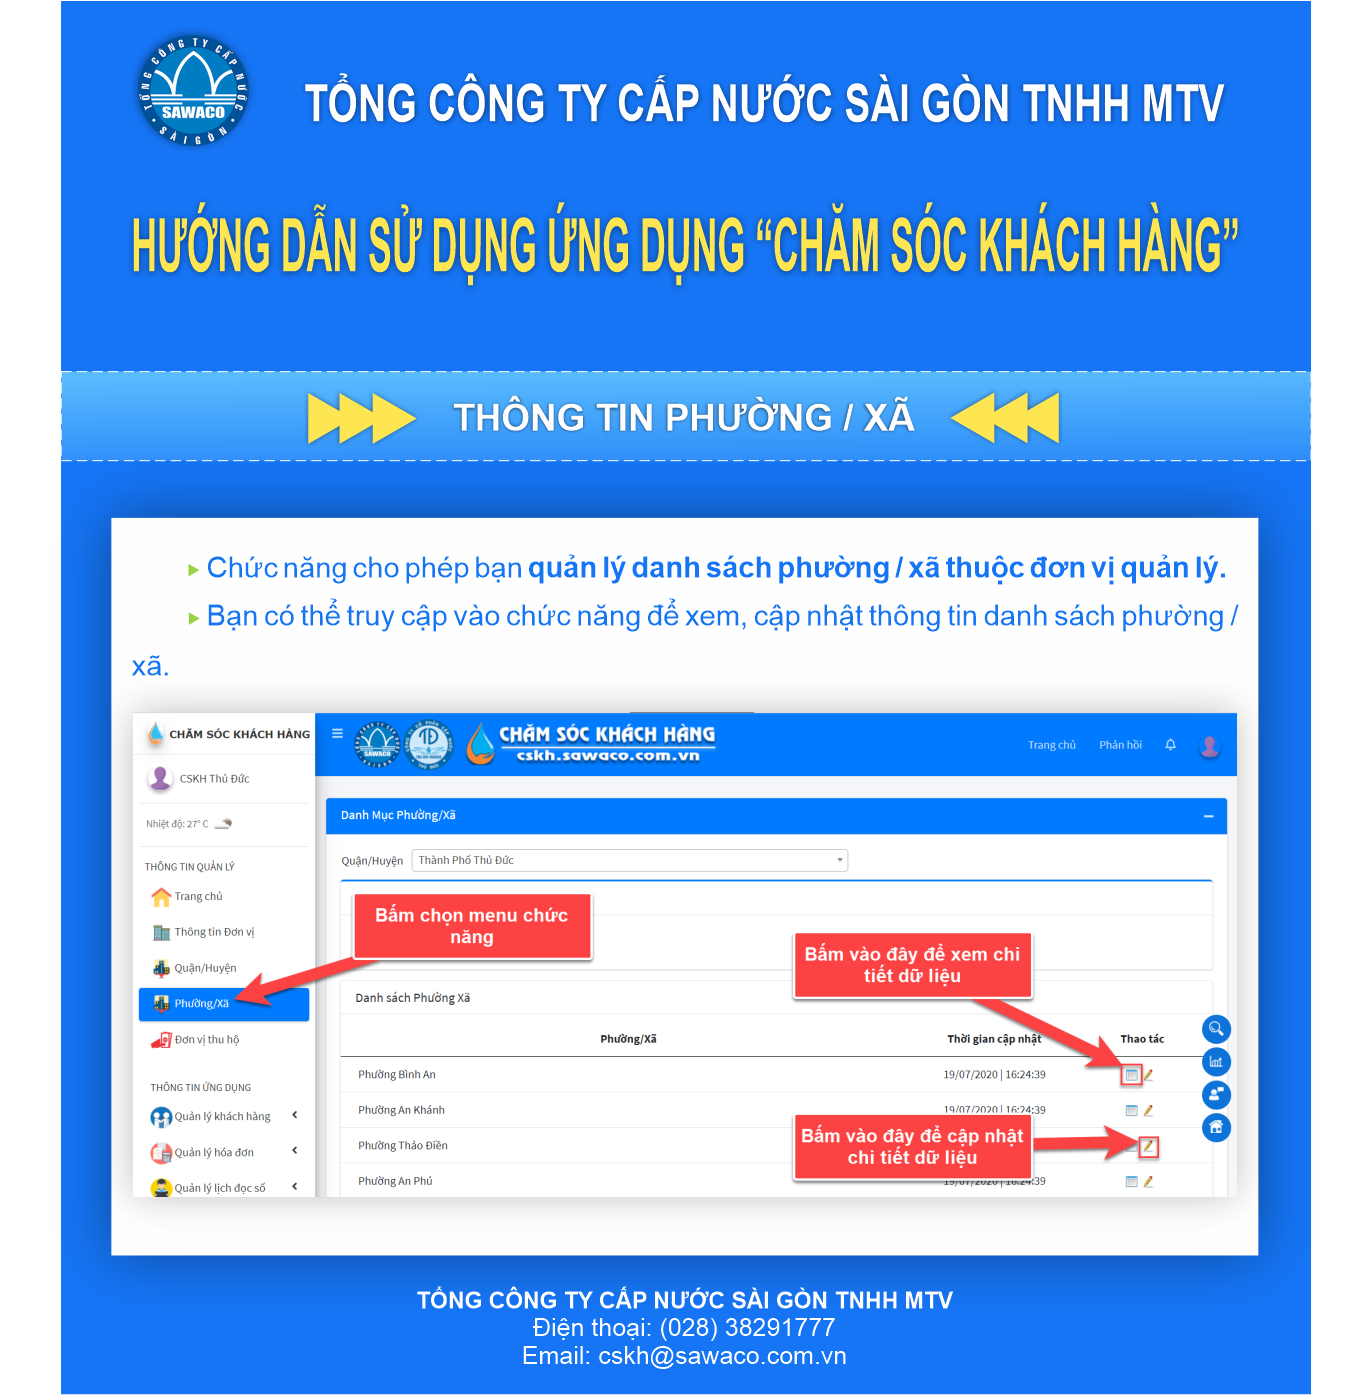 TỔNG CÔNG TY CẤP NƯỚC
SAWACO
SÀI GÒN
TỔNG CÔNG TY CẤP NƯỚC SÀI GÒN TNHH MTV
HƯỚNG DẪN SỬ DỤNG ỨNG DỤNG “CHĂM SÓC KHÁCH HÀNG”
THÔNG TIN PHƯỜNG / XÃ
Chức năng cho phép bạn quản lý danh sách phường / xã thuộc đơn vị quản lý.
Bạn có thể truy cập vào chức năng để xem, cập nhật thông tin danh sách phường /
xã.
CHĂM SÓC KHÁCH HÀNG
CSKH Thủ Đức
Nhiệt độ: 27° C
THÔNG TIN QUẢN LÝ
Trang chủ
Thông tin Đơn vị
Quận/Huyện
Phường/Xã
Đơn vị thu hộ
THÔNG TIN ỨNG DỤNG
Quản lý khách hàng
Quản lý hóa đơn
Quản lý lịch đọc số
SAWACO
CHĂM SÓC KHÁCH HÀNG
cskh.sawaco.com.vn
Trang chủ Phản hồi
Danh Mục Phường/Xã
Quận/Huyện Thành Phố Thủ Đức
Bấm chọn menu chức
năng
Bấm vào đây để xem chi
tiết dữ liệu
Danh sách Phường Xã
Phường/Xã Thời gian cập nhật Thao tác
Phường Bình An 19/07/2020 | 16:24:39
Phường An Khánh 19/07/2020 | 16:24:39
Phường Thảo Điền
Bấm vào đây để cập nhật
chi tiết dữ liệu
Phường An Phú 19/07/2020 | 16:24:39
TỔNG CÔNG TY CẤP NƯỚC SÀI GÒN TNHH MTV
Điện thoại: (028) 38291777
Email: cskh@sawaco.com.vn